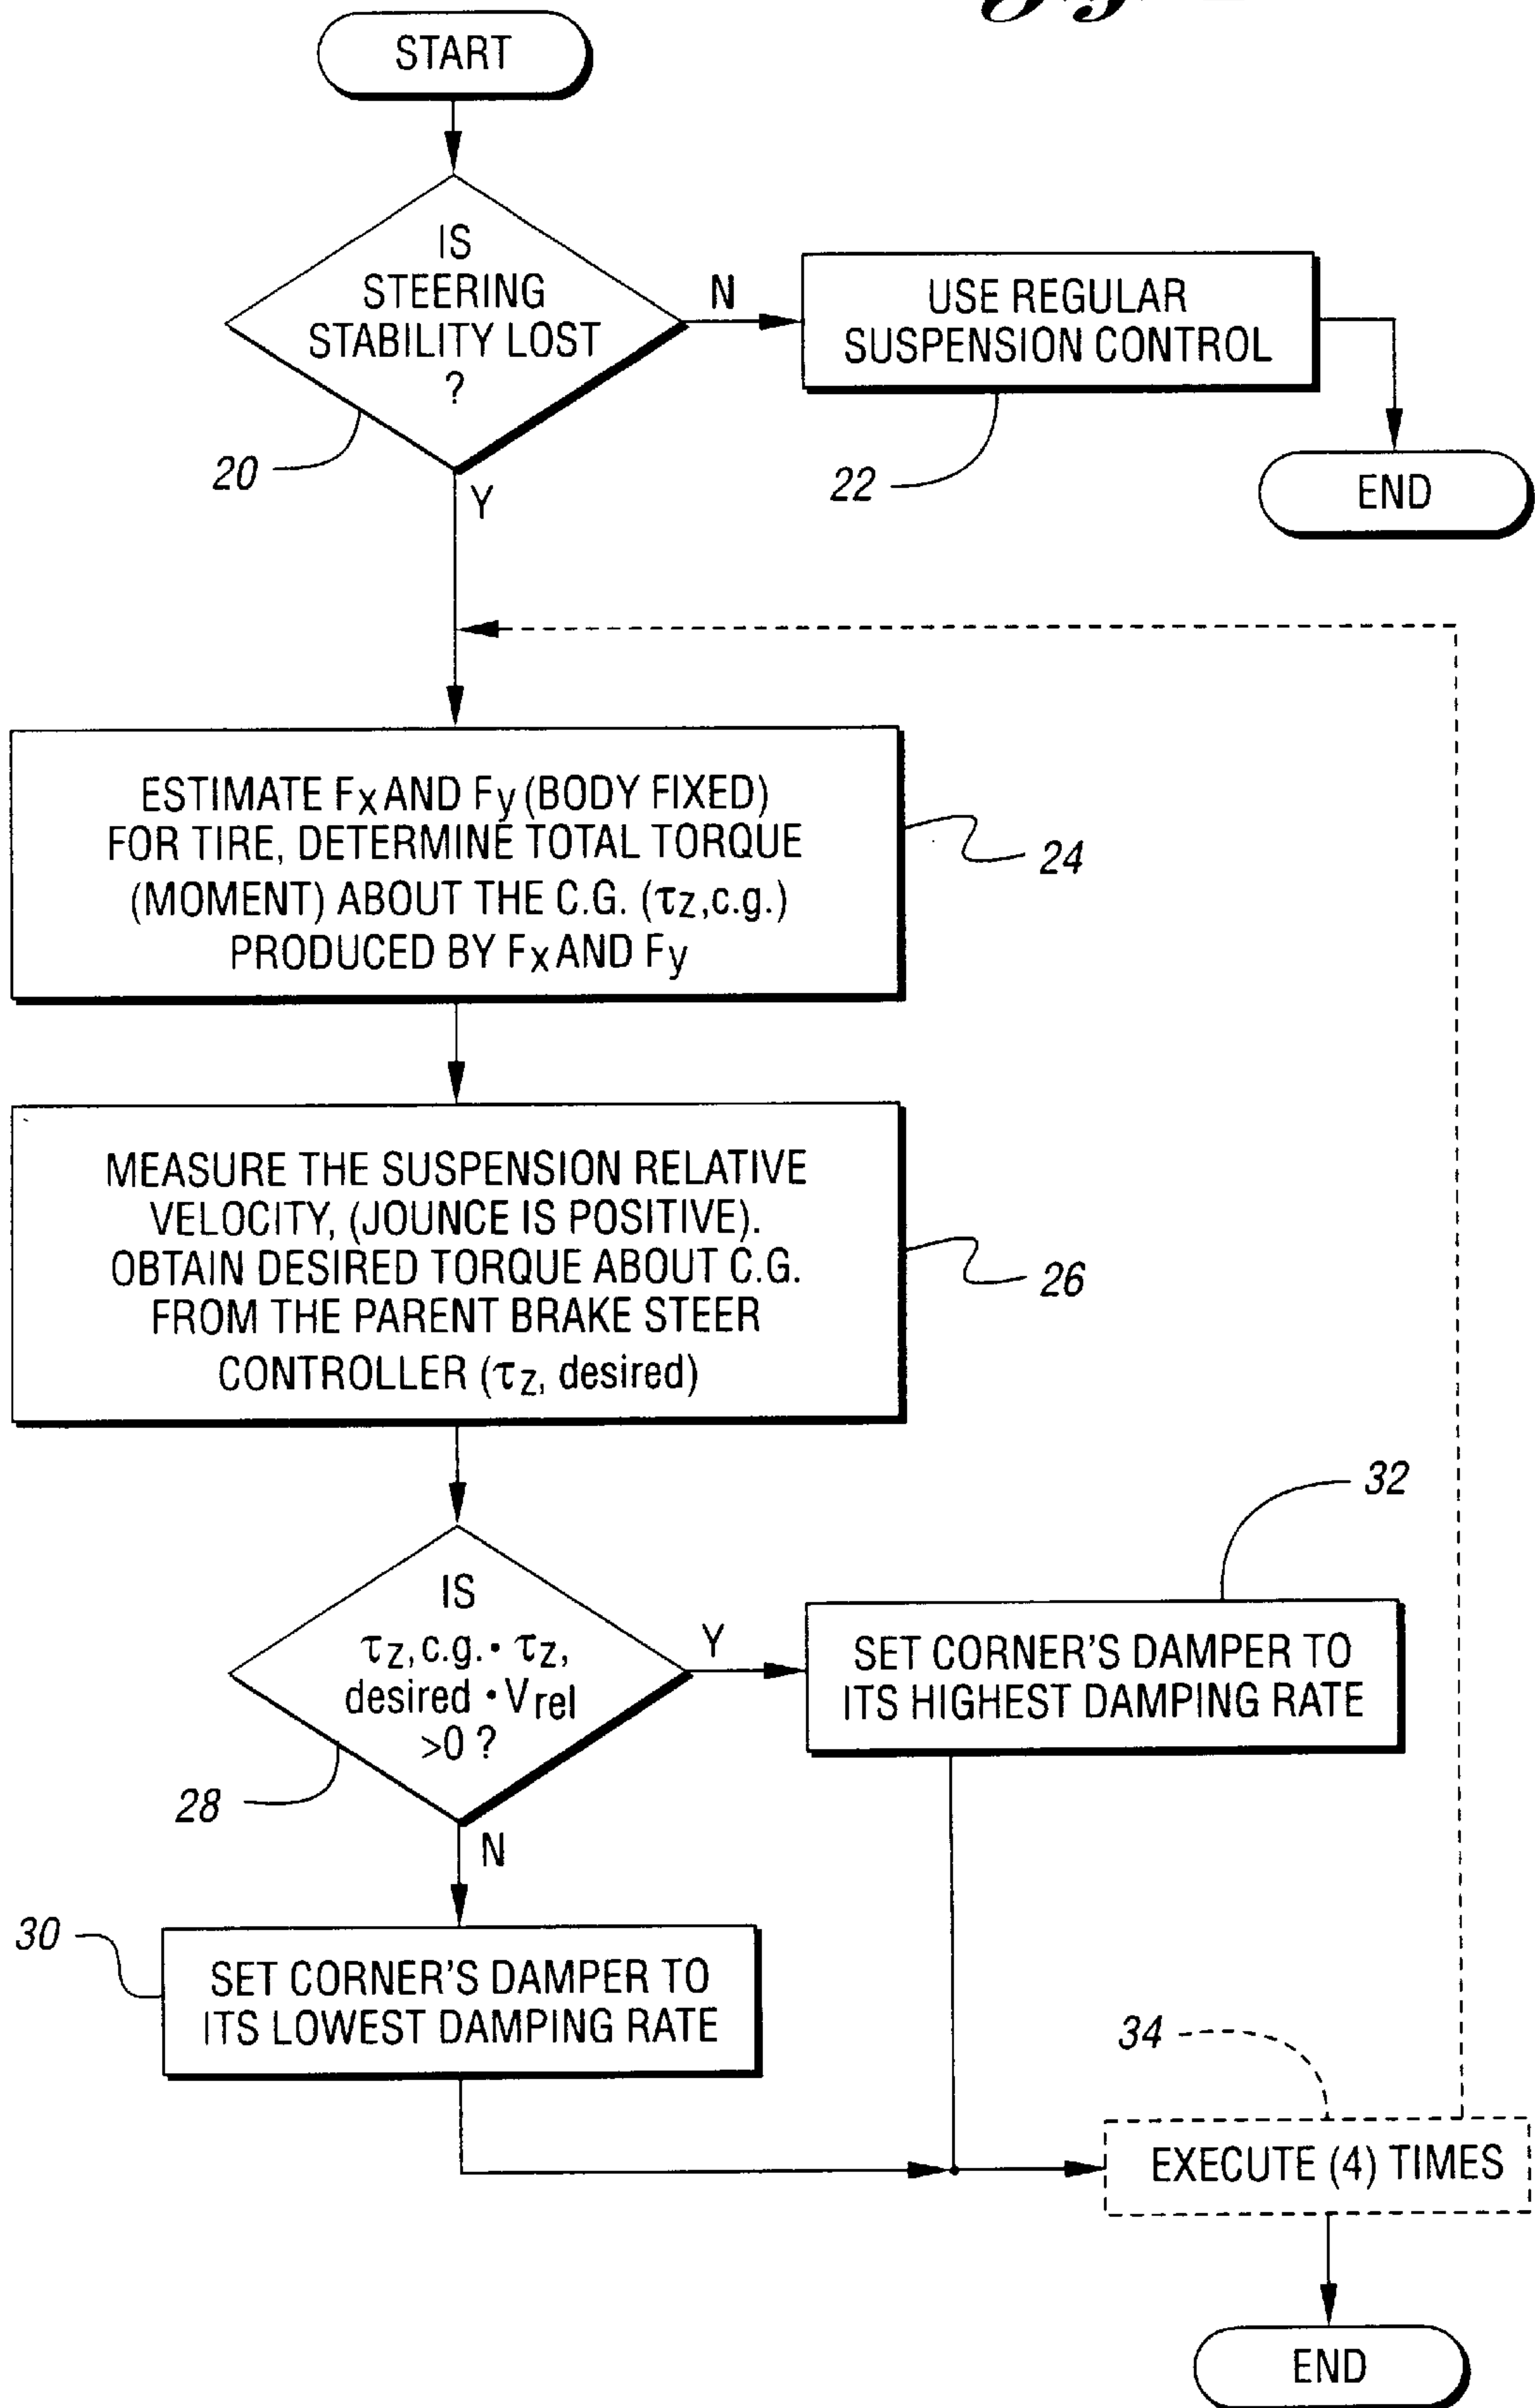 START
IS
STEERING
STABILITY LOST
?
N
USE REGULAR
SUSPENSION CONTROL
20
22
END
Y
ESTIMATE Fx AND Fy (BODY FIXED)
FOR TIRE, DETERMINE TOTAL TORQUE
(MOMENT) ABOUT THE C.G. (τz,c.g.)
PRODUCED BY Fx AND Fy
24
MEASURE THE SUSPENSION RELATIVE
VELOCITY, (JOUNCE IS POSITIVE).
OBTAIN DESIRED TORQUE ABOUT C.G.
FROM THE PARENT BRAKE STEER
CONTROLLER (τz, desired)
26
32
IS
τz,c.g. • τz,
desired • Vrel
>0 ?
Y
SET CORNER'S DAMPER TO
ITS HIGHEST DAMPING RATE
28
N
30
SET CORNER'S DAMPER TO
ITS LOWEST DAMPING RATE
34
EXECUTE (4) TIMES
END